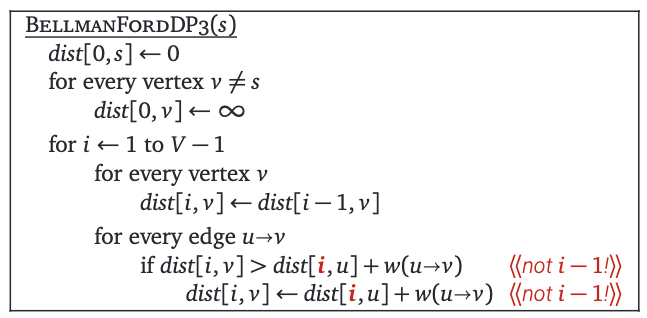 BELLMANFORDDP3(s)
dist[0,s] ← 0
for every vertex v ≠ s
dist[0,v] ← ∞
for i ← 1 to V − 1
for every vertex v
dist[i,v] ← dist[i−1,v]
for every edge u→v
if dist[i,v] > dist[i,u] + w(u→v) ⟪not i−1!⟫
dist[i,v] ← dist[i,u] + w(u→v) ⟪not i−1!⟫